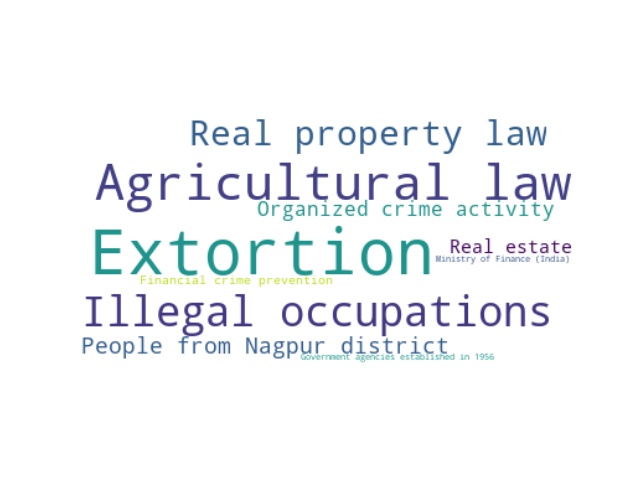 Real property law
Agricultural law
Organized crime activity
Extortion
Real estate
Ministry of Finance (India)
Financial crime prevention
Illegal occupations
People from Nagpur district
Government agencies established in 1956